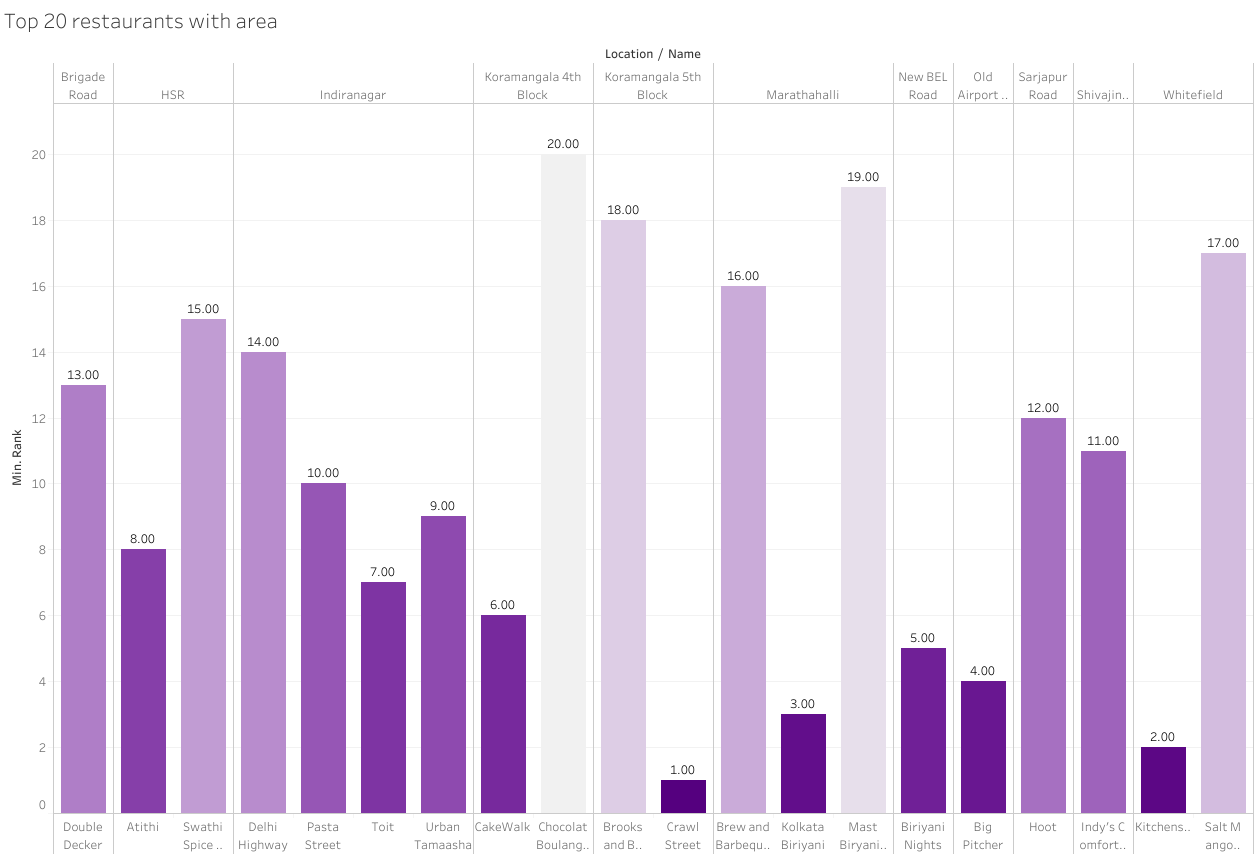 Top 20 restaurants with area
Location / Name
Brigade
Road
HSR
Indiranagar
Koramangala 4th
Block
Koramangala 5th
Block
Marathahalli
New BEL
Road
Old
Airport ..
Sarjapur
Road
Shivajin..
Whitefield
Min. Rank
20
18
16
14
12
10
8
6
4
2
0
13.00
8.00
15.00
14.00
10.00
7.00
9.00
6.00
20.00
18.00
1.00
16.00
3.00
19.00
5.00
4.00
12.00
11.00
2.00
17.00
Double
Decker
Atithi
Swathi
Spice ..
Delhi
Highway
Pasta
Street
Toit
Urban
Tamaasha
CakeWalk
Chocolat
Boulang..
Brooks
and B..
Crawl
Street
Brew and
Barbequ..
Kolkata
Biriyani
Mast
Biryani..
Biriyani
Nights
Big
Pitcher
Hoot
Indy's C
omfort..
Kitchens..
Salt M
ango..